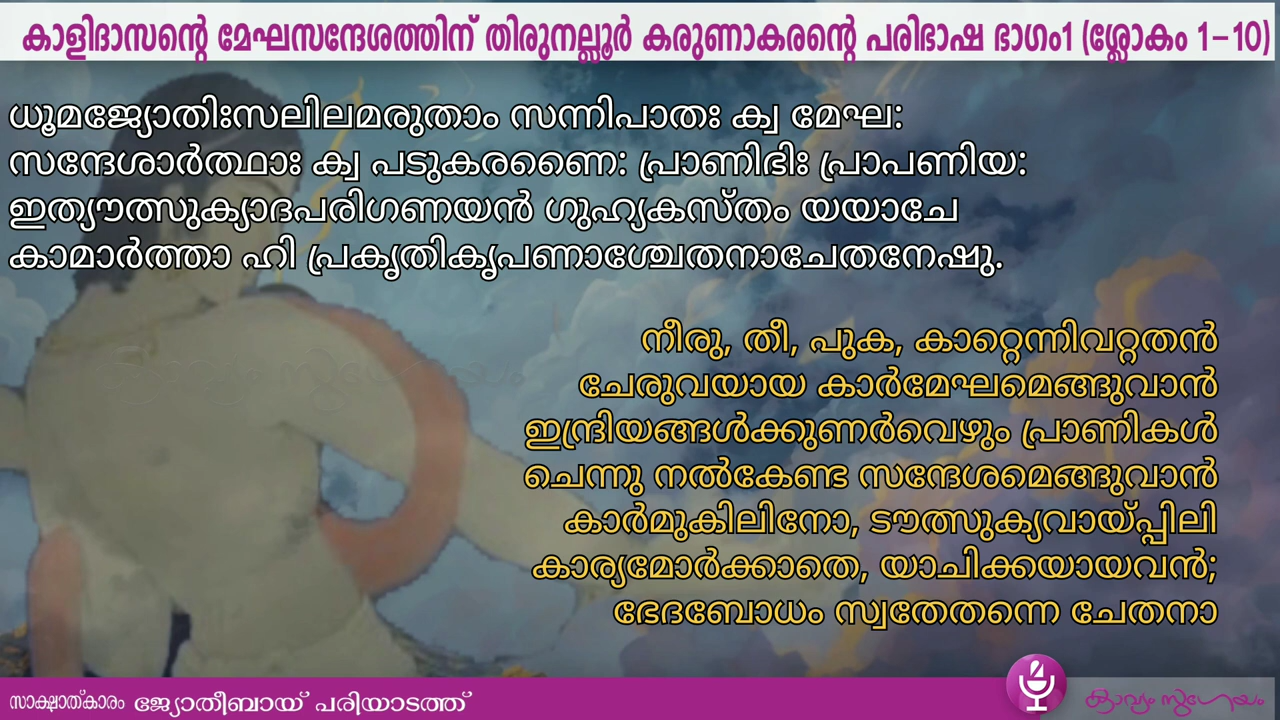 കാളിദാസന്റെ മേഘസന്ദേശത്തിന് തിരുനല്ലൂർ കരുണാകരന്റെ പരിഭാഷ ഭാഗം1 (ശ്ലോകം 1-10)
ധൂമജ്യോതിഃസലിലമരുതാം സന്നിപാതഃ ക്വ മേഘ:
സന്ദേശാർത്ഥാഃ ക്വ പടുകരണൈ: പ്രാണിഭിഃ പ്രാപണിയ:
ഇത്യൗത്സുക്യാദപരിഗണയൻ ഗുഹ്യകസ്തം യയാചേ
കാമാർത്താ ഹി പ്രകൃതികൃപണാശ്ചേതനാചേതനേഷു.
നീരു, തീ, പുക, കാറ്റെന്നിവറ്റതൻ
ചേരുവയായ കാർമേഘമെങ്ങുവാൻ
ഇന്ദ്രിയങ്ങൾക്കുണർവെഴും പ്രാണികൾ
ചെന്നു നൽകേണ്ട സന്ദേശമെങ്ങുവാൻ
കാർമുകിലിനോ, ടൗത്സുക്യവായ്പ്പിലി
കാര്യമോർക്കാതെ, യാചിക്കയായവൻ;
ഭേദബോധം സ്വതേതന്നെ ചേതനാ
സാക്ഷാത്കാരം ജ്യോതീബായ് പരിയാടത്ത്
കാവ്യം സുഗേയം